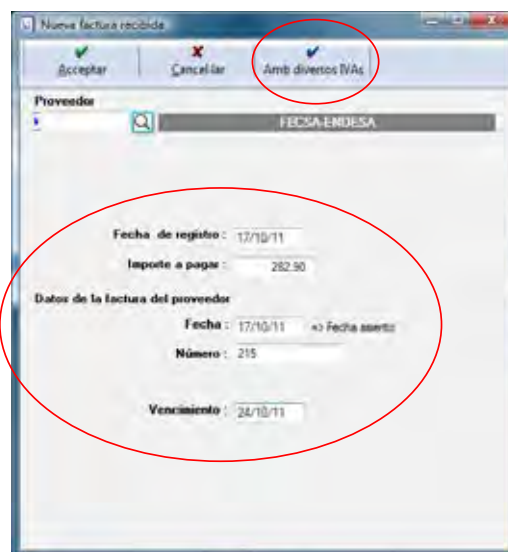 Nueva factura recibida
Acceptar Cancel·lar Amb diversos IVAs
Proveedor
FECSA-ENDESA
Fecha de registro : 17/10/11
Importe a pagar : 282.90
Datos de la factura del proveedor
Fecha : 17/10/11 => Fecha asiento
Número : 215
Vencimiento : 24/10/11